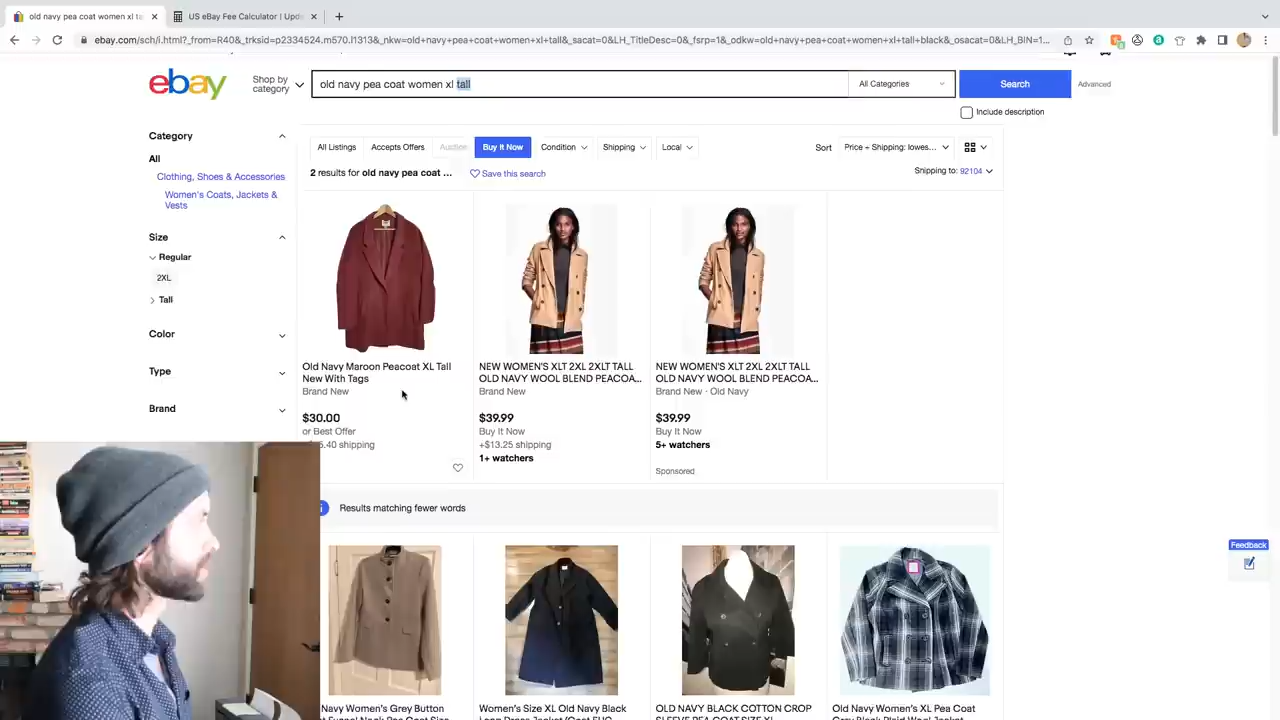 old navy pea coat women xl ta
US eBay Fee Calculator | Upda
ebay.com/sch/i.html?_from=R40&_trksid=p2334524.m570.l1313&_nkw=old+navy+pea+coat+women+xl+tall&_sacat=0&LH_TitleDesc=0&_fsrp=1&_odkw=old+navy+pea+coat+women+xl+tall+black&_osacat=0&LH_BIN=1...
ebay
Shop by
category
old navy pea coat women xl tall
All Categories
Search
Advanced
Include description
Category
All
Clothing, Shoes & Accessories
Women's Coats, Jackets &
Vests
Size
Regular
2XL
Tall
Color
Type
Brand
All Listings
Accepts Offers
Auction
Buy It Now
Condition
Shipping
Local
Sort
Price + Shipping: lowes...
2 results for old navy pea coat ...
Save this search
Shipping to: 92104
Old Navy Maroon Peacoat XL Tall
New With Tags
Brand New
$30.00
or Best Offer
5.40 shipping
NEW WOMEN'S XLT 2XL 2XLT TALL
OLD NAVY WOOL BLEND PEACOA...
Brand New
$39.99
Buy It Now
+$13.25 shipping
1+ watchers
NEW WOMEN'S XLT 2XL 2XLT TALL
OLD NAVY WOOL BLEND PEACOA...
Brand New · Old Navy
$39.99
Buy It Now
5+ watchers
Sponsored
Results matching fewer words
Navy Women's Grey Button
Women's Size XL Old Navy Black
OLD NAVY BLACK COTTON CROP
Old Navy Women's XL Pea Coat
Feedback